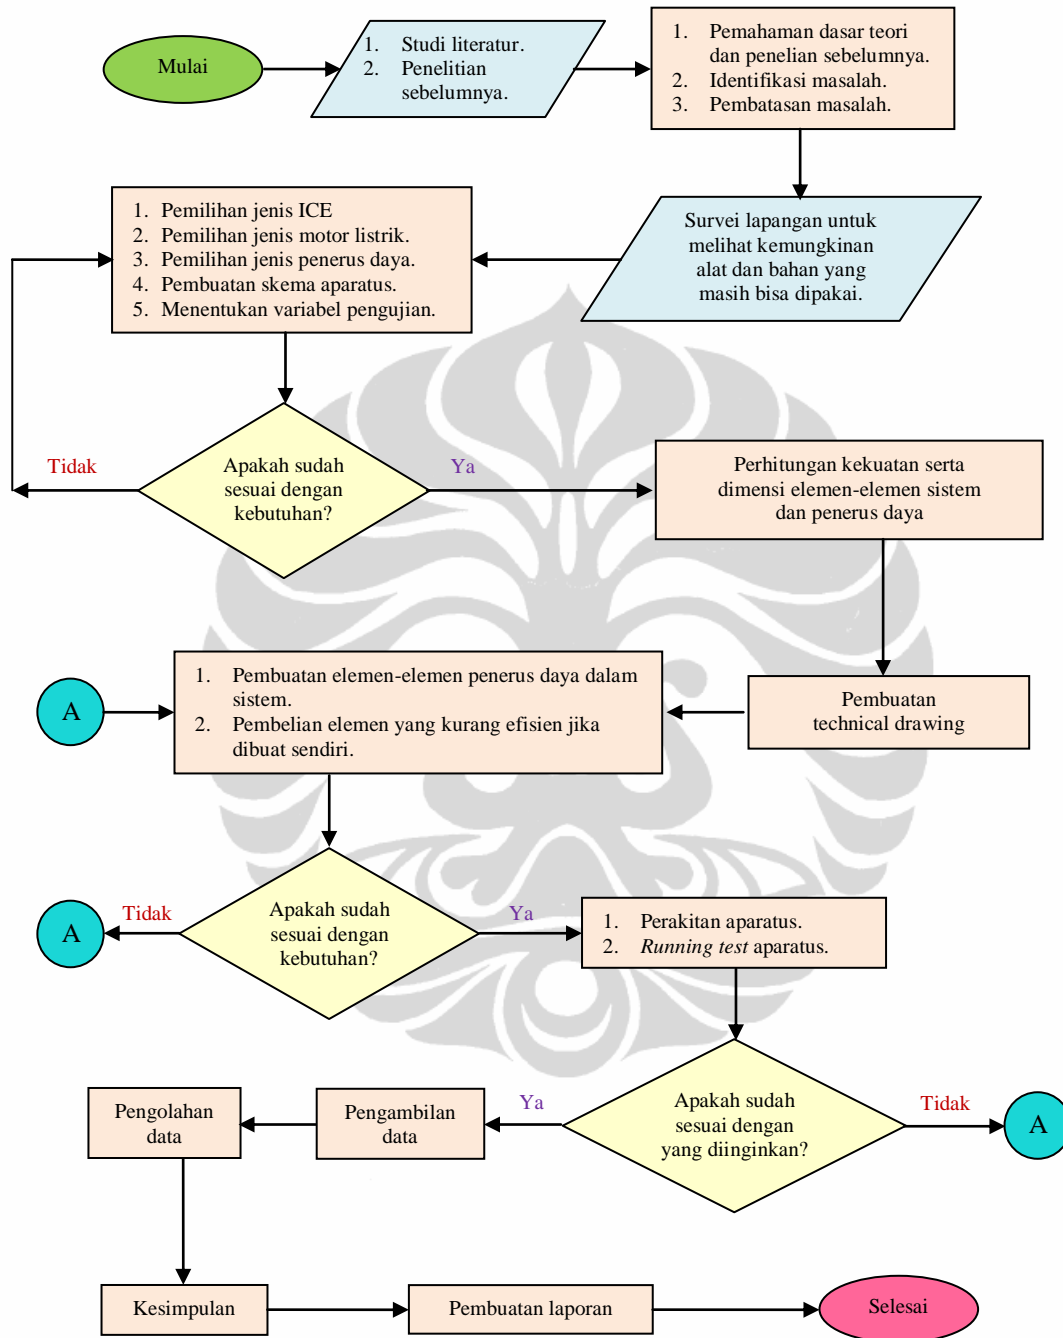 Mulai
1. Studi literatur.
2. Penelitian
sebelumnya.
1. Pemahaman dasar teori
dan penelian sebelumnya.
2. Identifikasi masalah.
3. Pembatasan masalah.
Survei lapangan untuk
melihat kemungkinan
alat dan bahan yang
masih bisa dipakai.
1. Pemilihan jenis ICE
2. Pemilihan jenis motor listrik.
3. Pemilihan jenis penerus daya.
4. Pembuatan skema aparatus.
5. Menentukan variabel pengujian.
Apakah sudah
sesuai dengan
kebutuhan?
Tidak
Ya
Perhitungan kekuatan serta
dimensi elemen-elemen sistem
dan penerus daya
Pembuatan
technical drawing
A
1. Pembuatan elemen-elemen penerus daya dalam
sistem.
2. Pembelian elemen yang kurang efisien jika
dibuat sendiri.
Apakah sudah
sesuai dengan
kebutuhan?
Tidak
A
Ya
1. Perakitan aparatus.
2. Running test aparatus.
Apakah sudah
sesuai dengan
yang diinginkan?
Tidak
A
Ya
Pengambilan
data
Pengolahan
data
Kesimpulan
Pembuatan laporan
Selesai